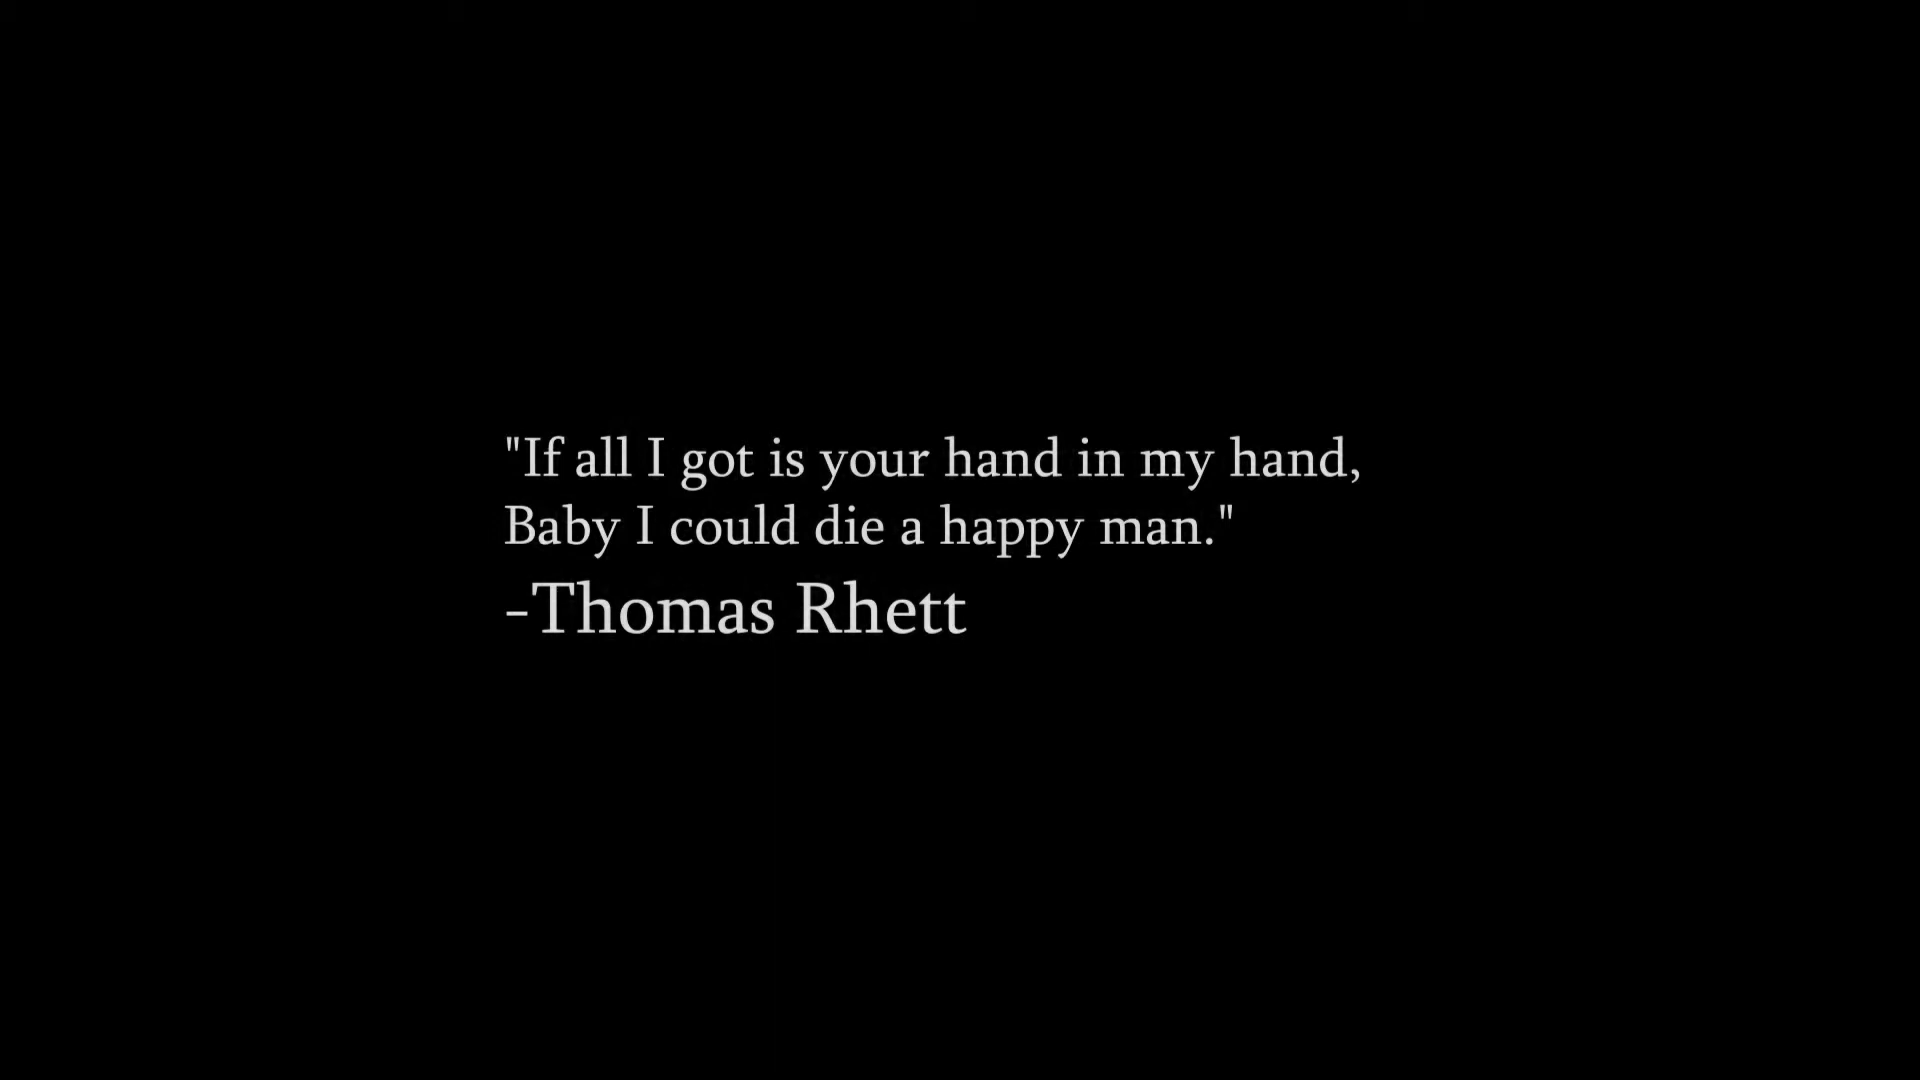 "If all I got is your hand in my hand,
Baby I could die a happy man."
-Thomas Rhett